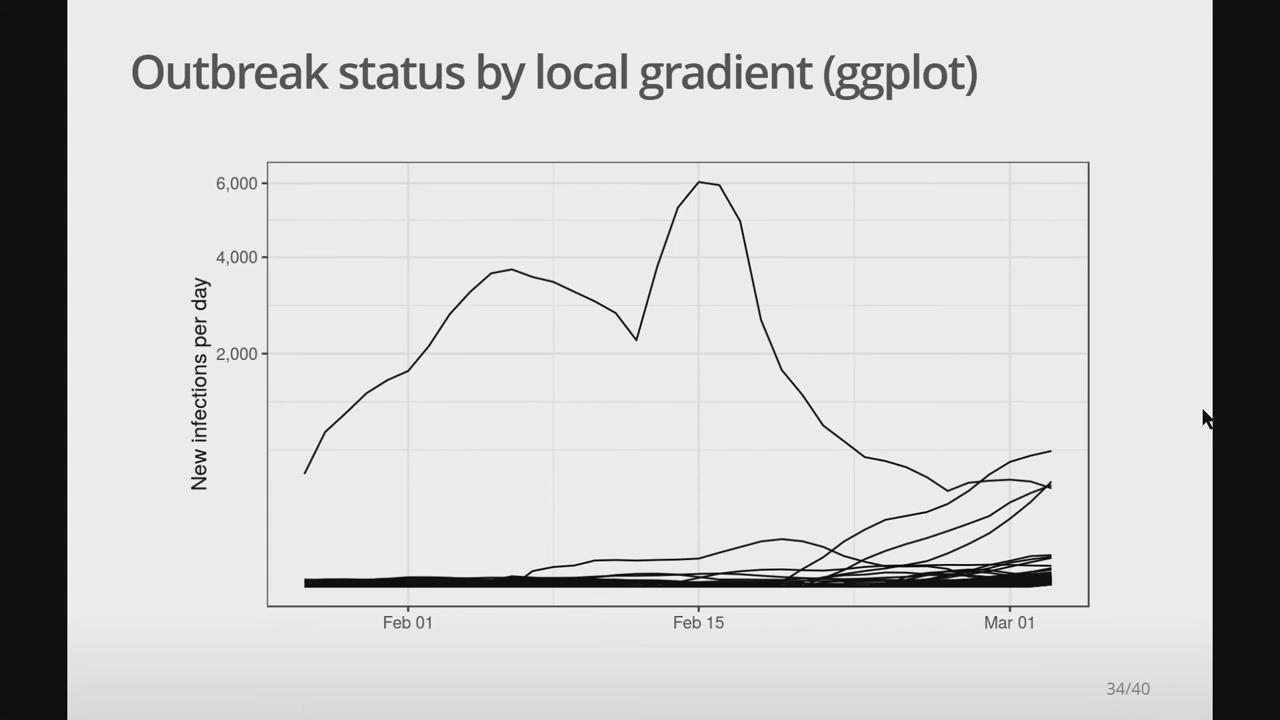 Outbreak status by local gradient (ggplot)
6,000
4,000
2,000
New infections per day
Feb 01
Feb 15
Mar 01
34/40